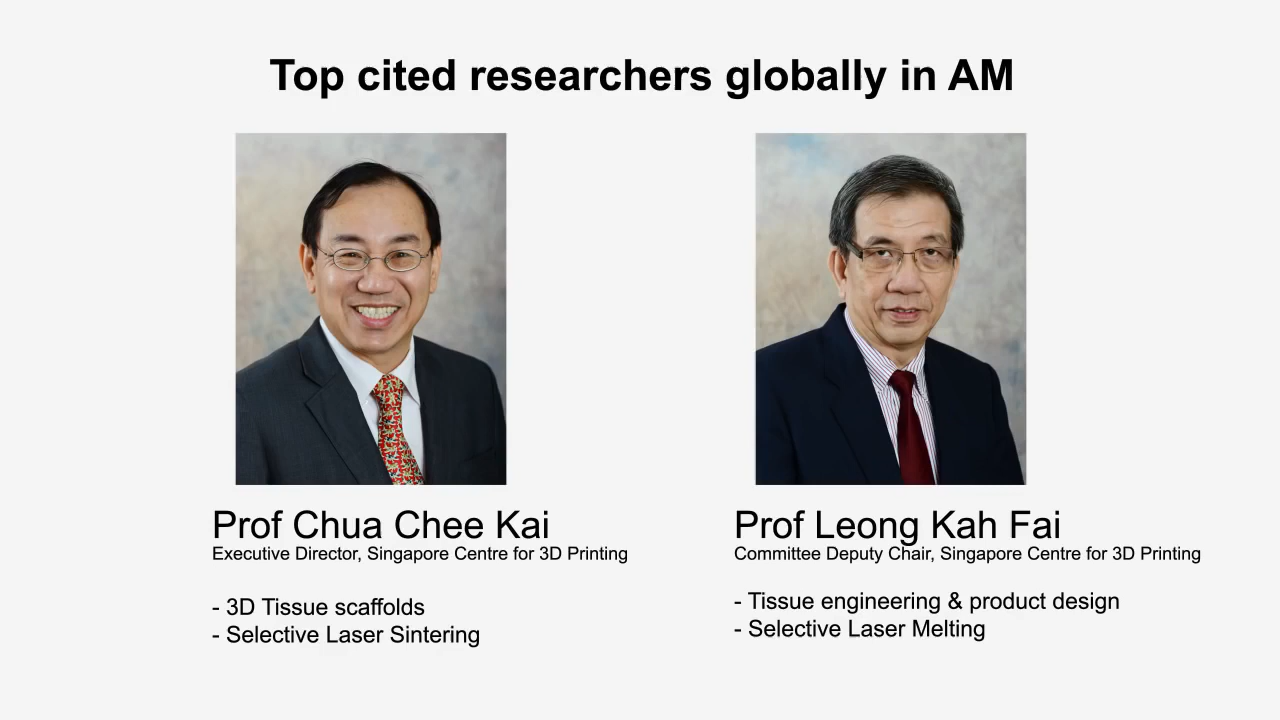 Top cited researchers globally in AM
Prof Chua Chee Kai
Executive Director, Singapore Centre for 3D Printing
- 3D Tissue scaffolds
- Selective Laser Sintering
Prof Leong Kah Fai
Committee Deputy Chair, Singapore Centre for 3D Printing
- Tissue engineering & product design
- Selective Laser Melting